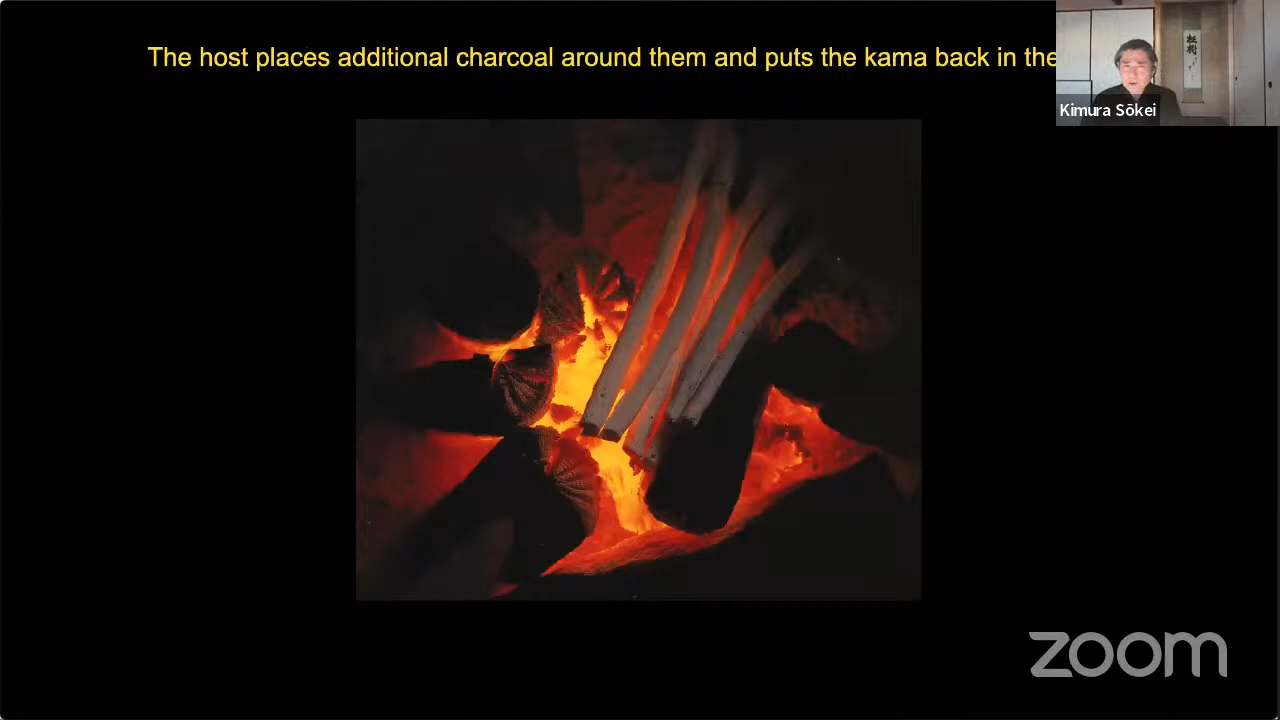 The host places additional charcoal around them and puts the kama back in the
Kimura Sōkei
zoom